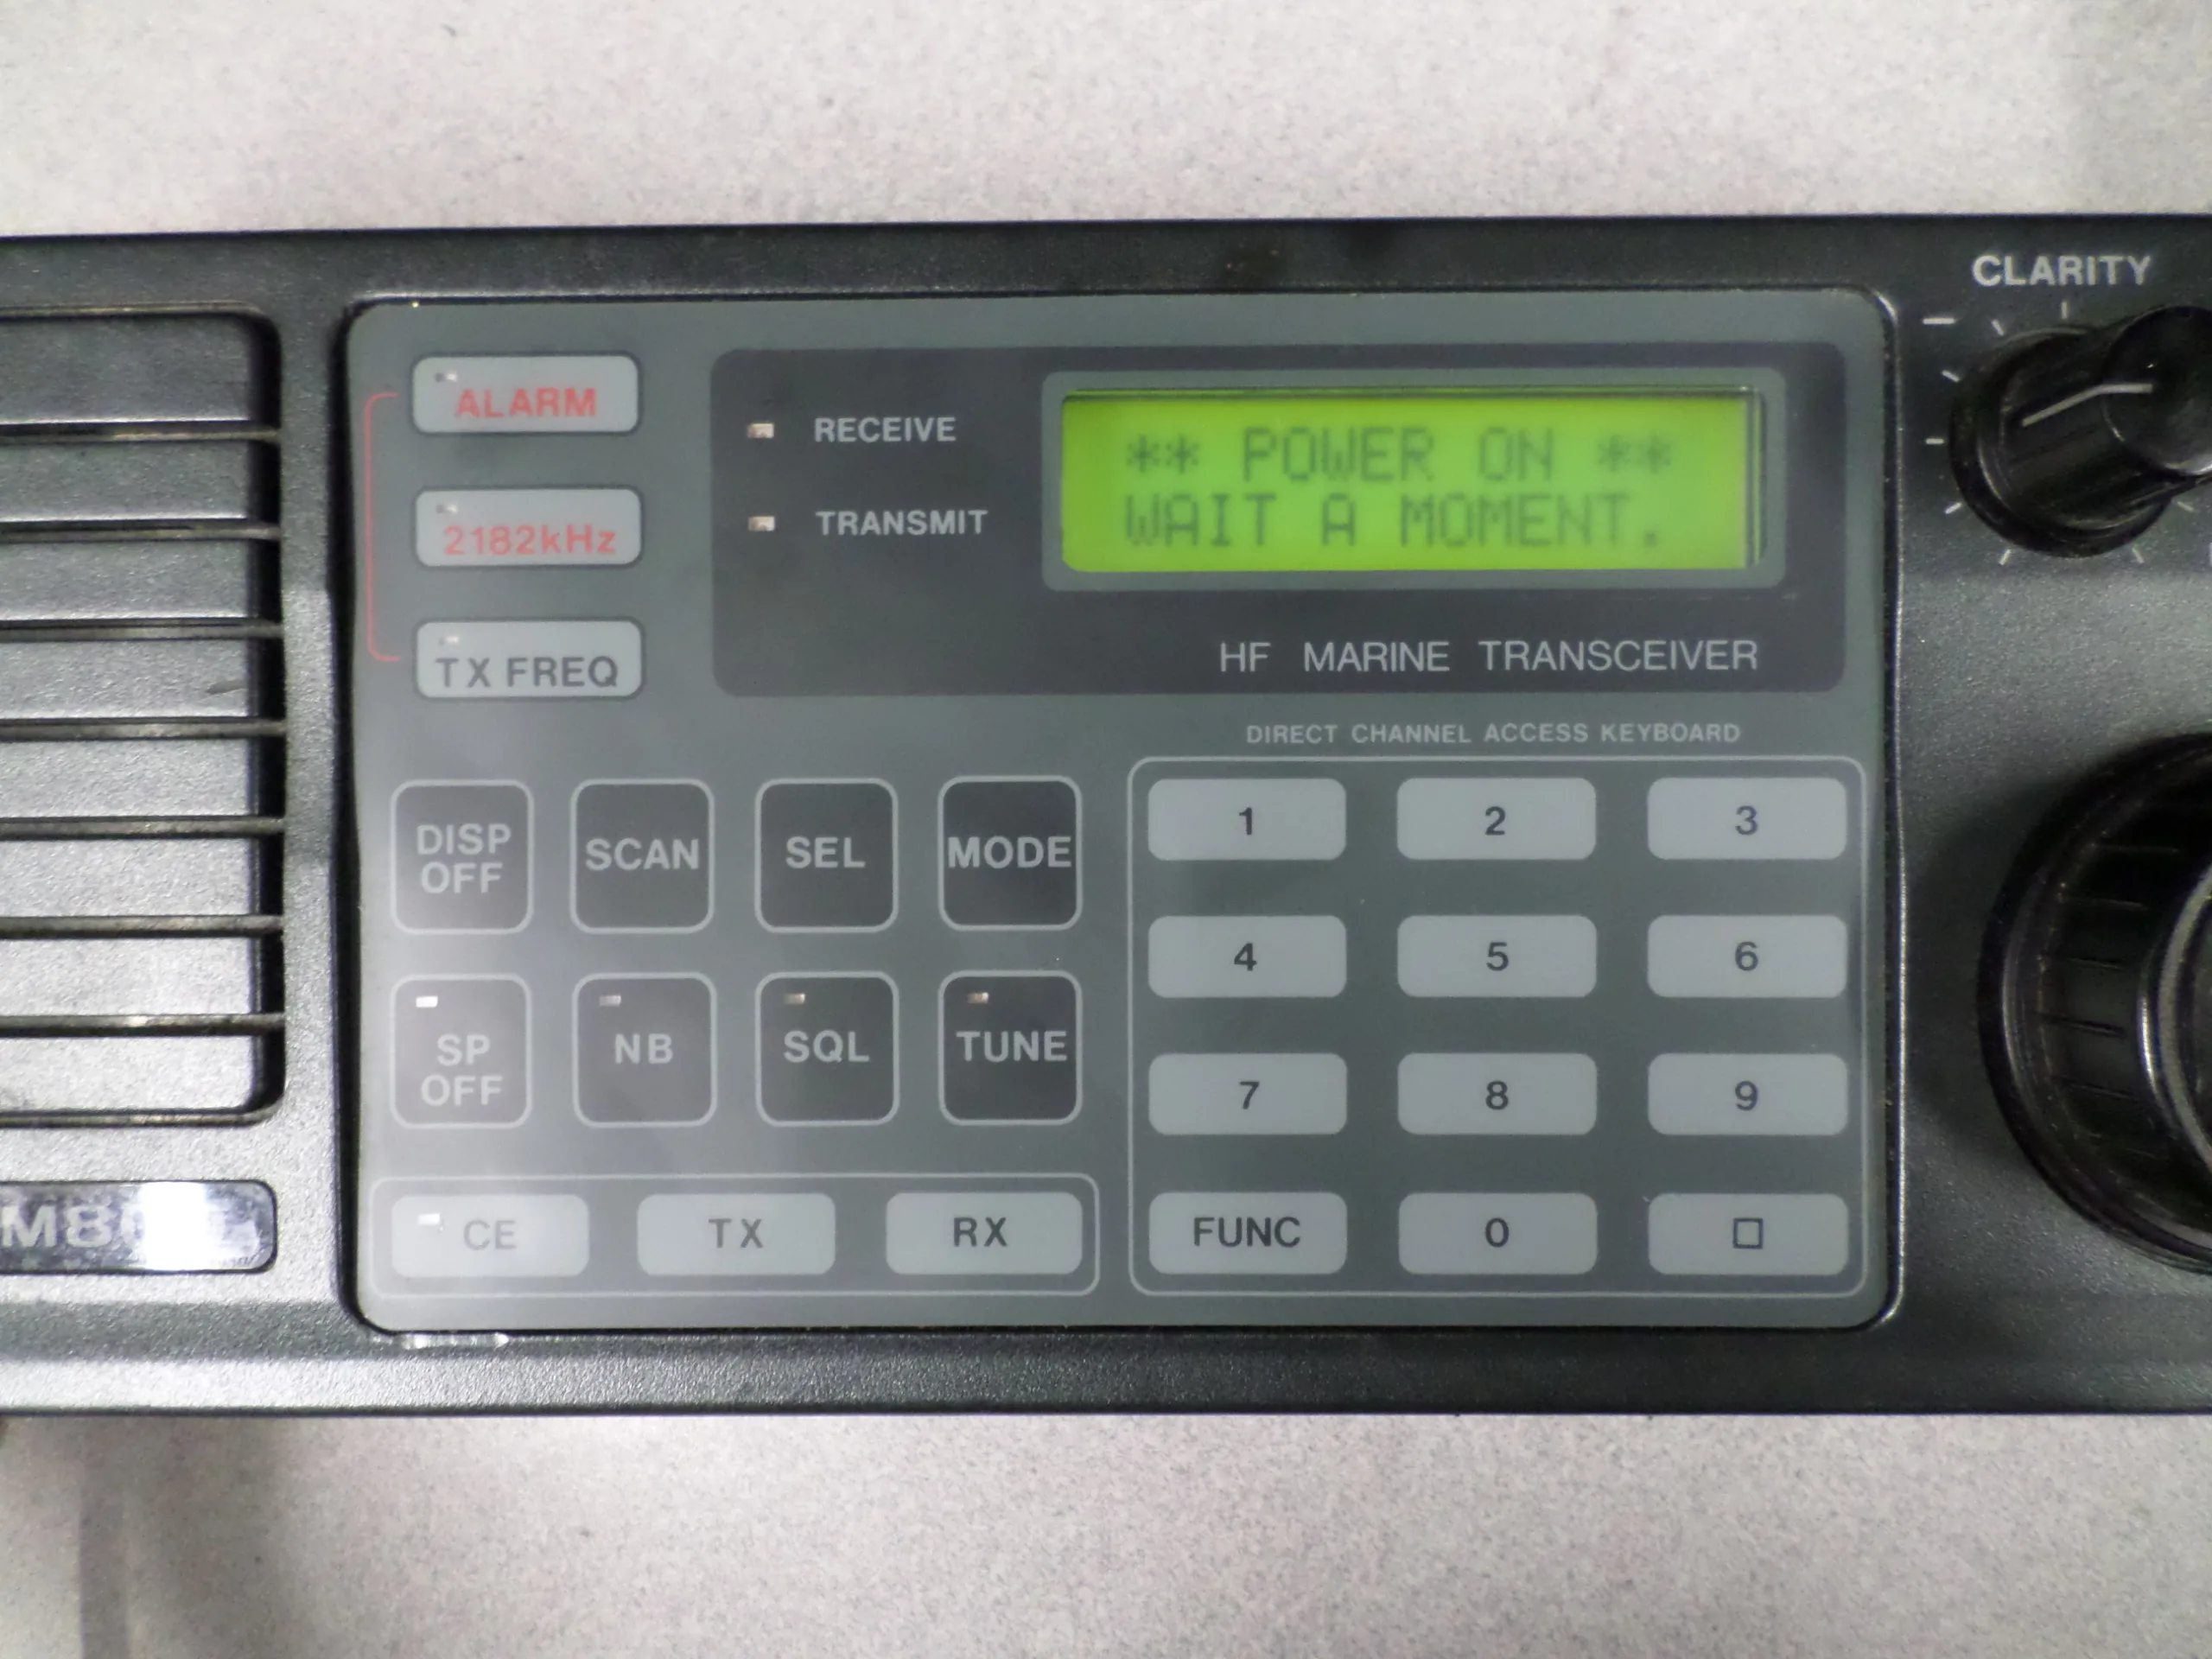 CLARITY
ALARM
2182kHz
TX FREQ
RECEIVE
TRANSMIT
** POWER ON **
WAIT A MOMENT.
HF MARINE TRANSCEIVER
DIRECT CHANNEL ACCESS KEYBOARD
DISP OFF
SCAN
SEL
MODE
1
2
3
4
5
6
SP OFF
NB
SQL
TUNE
7
8
9
CE
TX
RX
FUNC
0
□